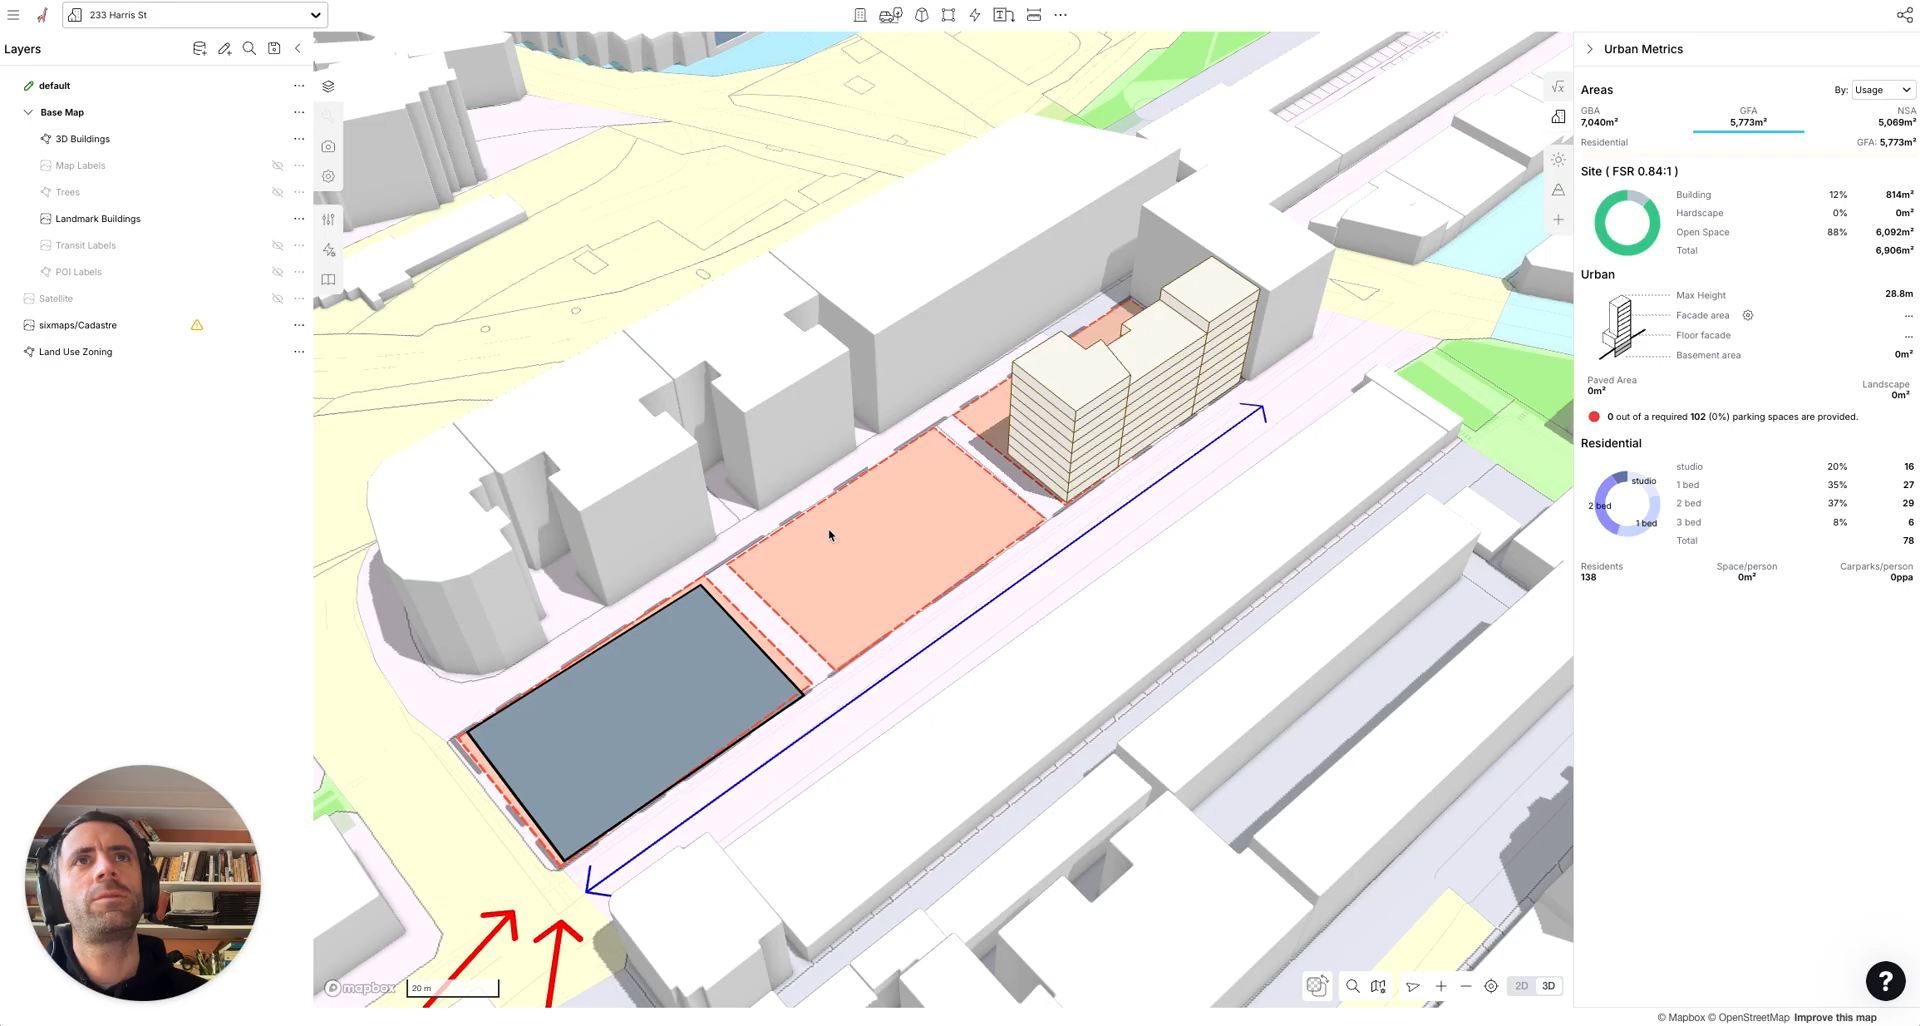 233 Harris St
Layers
default
Base Map
3D Buildings
Map Labels
Trees
Landmark Buildings
Transit Labels
POI Labels
Satellite
sixmaps/Cadastre
Land Use Zoning
mapbox
20 m
2D 3D
Urban Metrics
Areas
By: Usage
GBA GFA NSA
7,040m² 5,773m² 5,069m²
Residential GFA: 5,773m²
Site ( FSR 0.84:1 )
Building 12% 814m²
Hardscape 0% 0m²
Open Space 88% 6,092m²
Total 6,906m²
Urban
Max Height 28.8m
Facade area ...
Floor facade ...
Basement area 0m²
Paved Area Landscape
0m² 0m²
0 out of a required 102 (0%) parking spaces are provided.
Residential
studio 20% 16
1 bed 35% 27
2 bed 37% 29
3 bed 8% 6
Total 78
studio
2 bed
1 bed
Residents Space/person Carparks/person
138 0m² 0ppa
?
© Mapbox © OpenStreetMap Improve this map